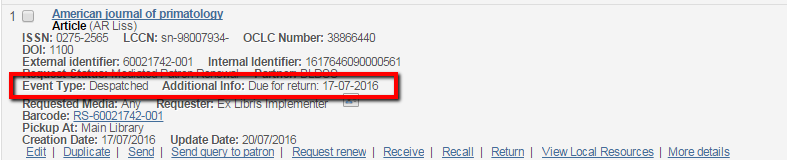 1 American journal of primatology
Article (AR Liss)
ISSN: 0275-2565 LCCN: sn-98007934- OCLC Number: 38866440
DOI: 1100
External identifier: 60021742-001 Internal Identifier: 1617646090000561
Request Status: Mediated Patron Renewal Partner: BLDSC
Event Type: Despatched Additional Info: Due for return: 17-07-2016
Requested Media: Any Requester: Ex Libris Implementer
Barcode: RS-60021742-001
Pickup At: Main Library
Creation Date: 17/07/2016 Update Date: 20/07/2016
Edit | Duplicate | Send | Send query to patron | Request renew | Receive | Recall | Return | View Local Resources | More details